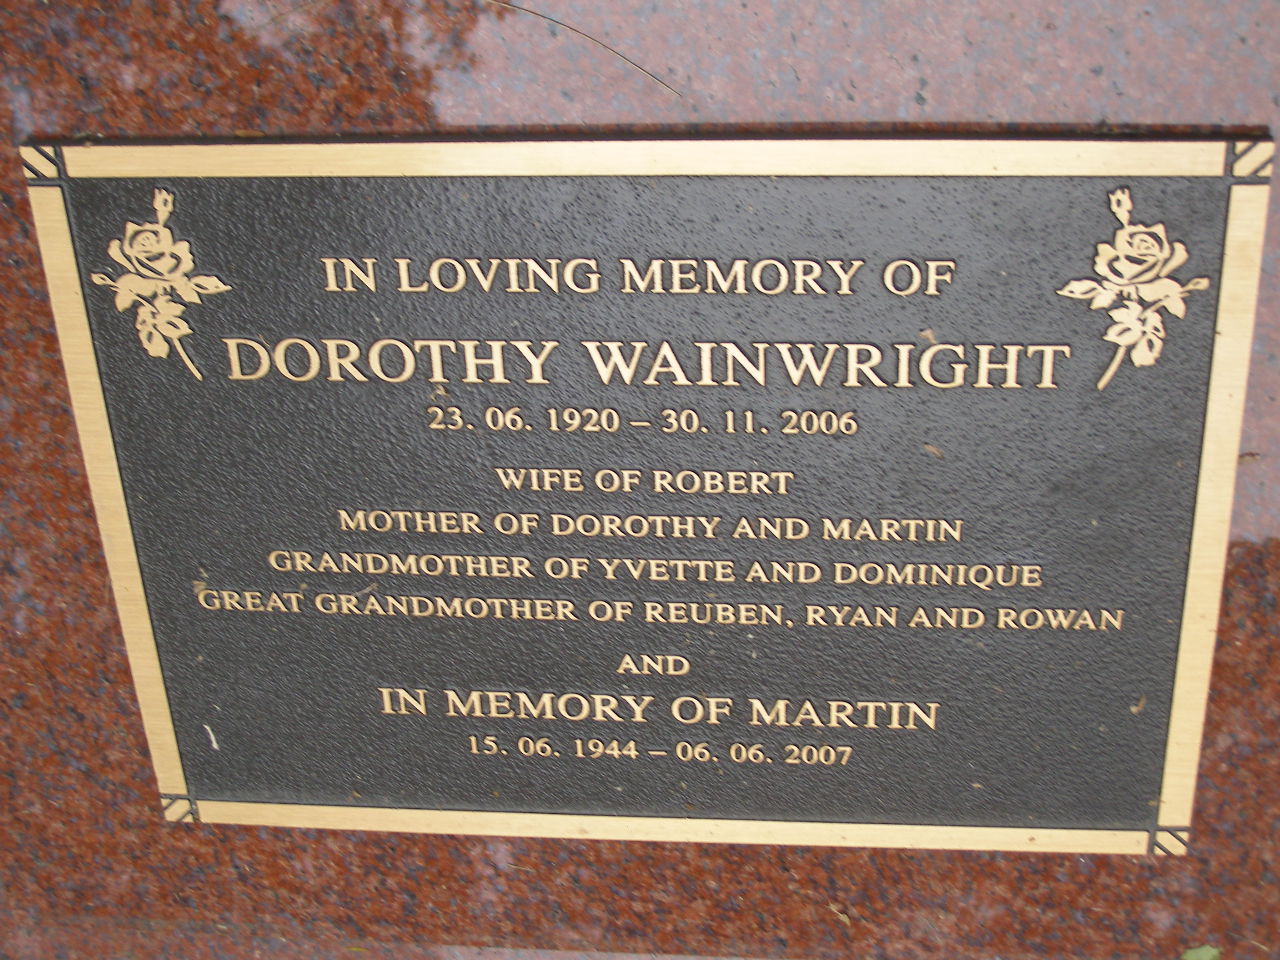 IN LOVING MEMORY OF
DOROTHY WAINWRIGHT
23. 06. 1920 – 30. 11. 2006
WIFE OF ROBERT
MOTHER OF DOROTHY AND MARTIN
GRANDMOTHER OF YVETTE AND DOMINIQUE
GREAT GRANDMOTHER OF REUBEN, RYAN AND ROWAN
AND
IN MEMORY OF MARTIN
15. 06. 1944 – 06. 06. 2007